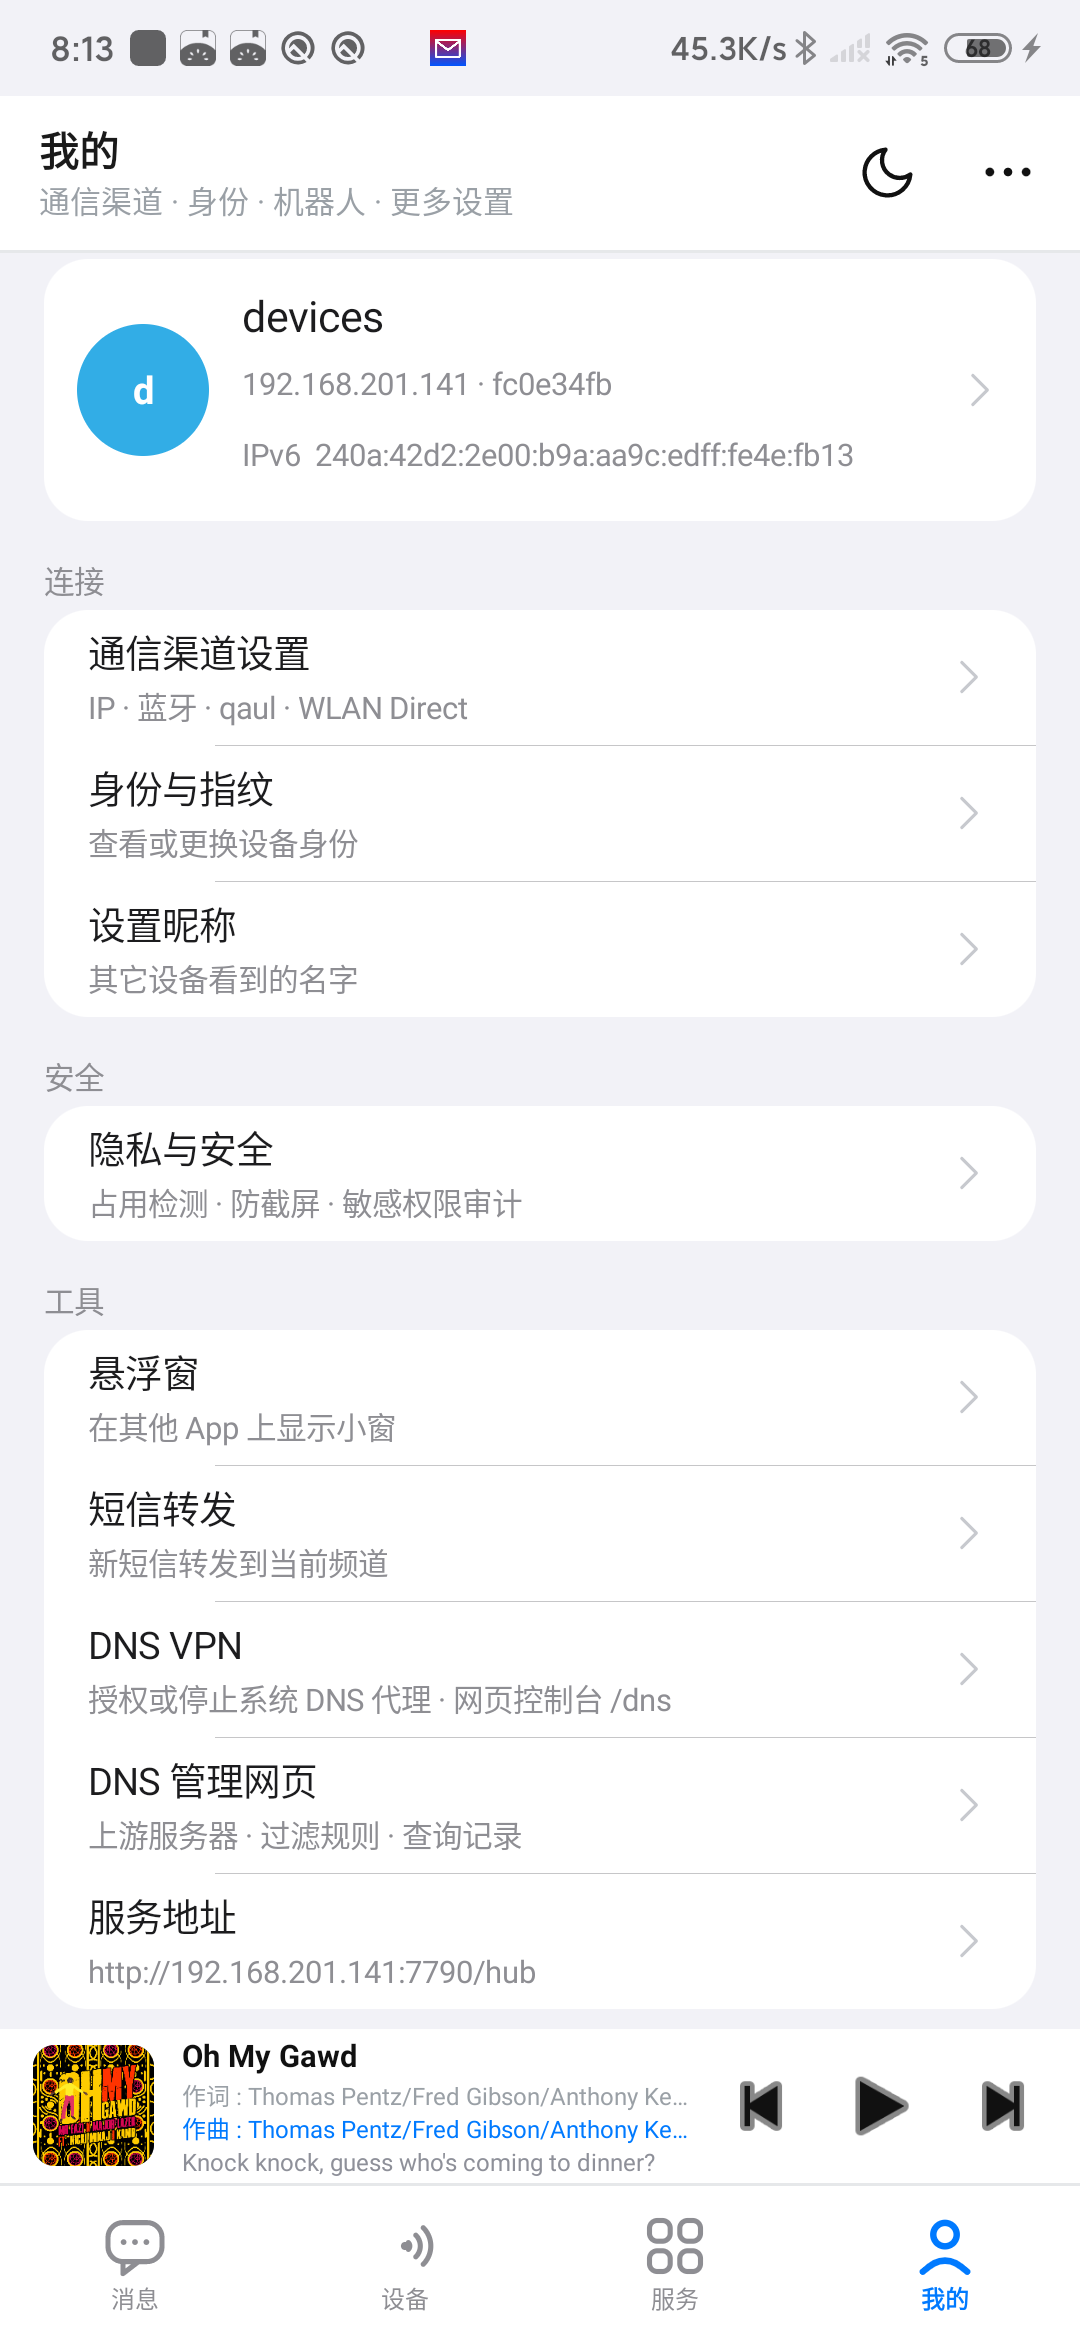 8:13
45.3K/s
5
68
我的
通信渠道 · 身份 · 机器人 · 更多设置
d
devices
192.168.201.141 · fc0e34fb
IPv6  240a:42d2:2e00:b9a:aa9c:edff:fe4e:fb13
连接
通信渠道设置
IP · 蓝牙 · qaul · WLAN Direct
身份与指纹
查看或更换设备身份
设置昵称
其它设备看到的名字
安全
隐私与安全
占用检测 · 防截屏 · 敏感权限审计
工具
悬浮窗
在其他 App 上显示小窗
短信转发
新短信转发到当前频道
DNS VPN
授权或停止系统 DNS 代理 · 网页控制台 /dns
DNS 管理网页
上游服务器 · 过滤规则 · 查询记录
服务地址
http://192.168.201.141:7790/hub
OH MY
GAWD
Oh My Gawd
作词 : Thomas Pentz/Fred Gibson/Anthony Ke...
作曲 : Thomas Pentz/Fred Gibson/Anthony Ke...
Knock knock, guess who's coming to dinner?
消息
设备
服务
我的